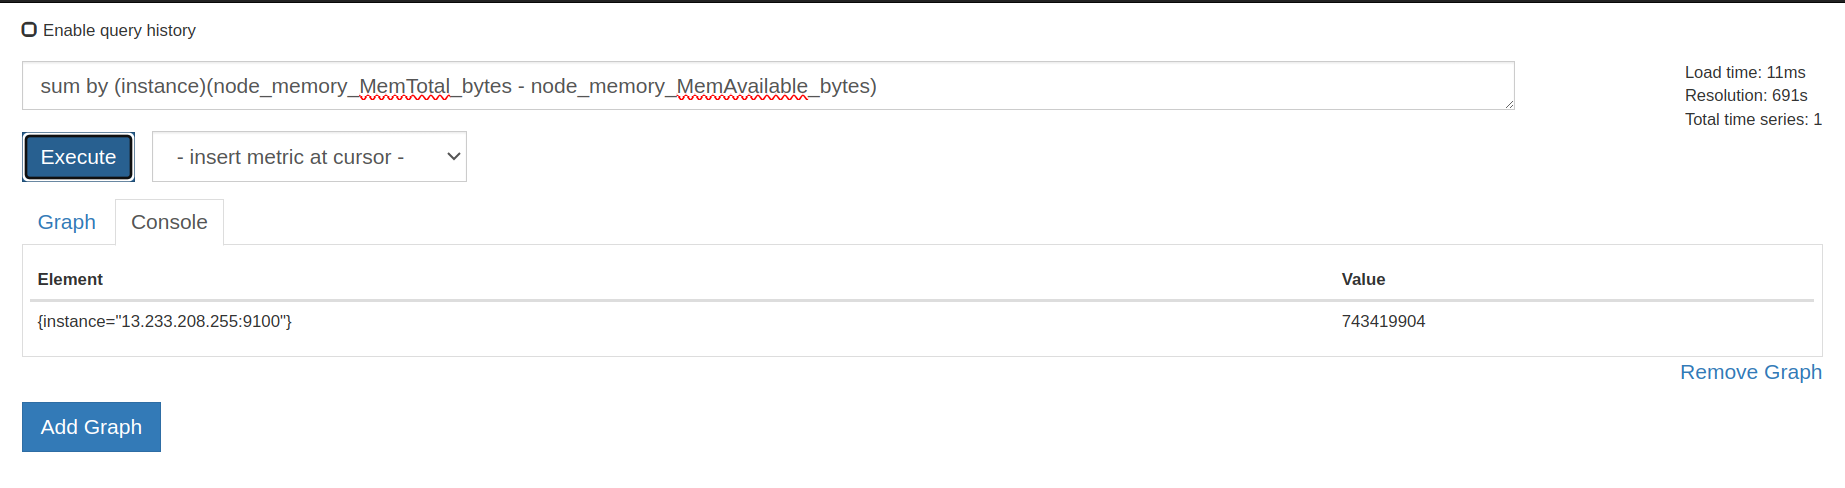 Enable query history
sum by (instance)(node_memory_MemTotal_bytes - node_memory_MemAvailable_bytes)
Load time: 11ms
Resolution: 691s
Total time series: 1
Execute
- insert metric at cursor -
Graph
Console
Element Value
{instance="13.233.208.255:9100"} 743419904
Remove Graph
Add Graph